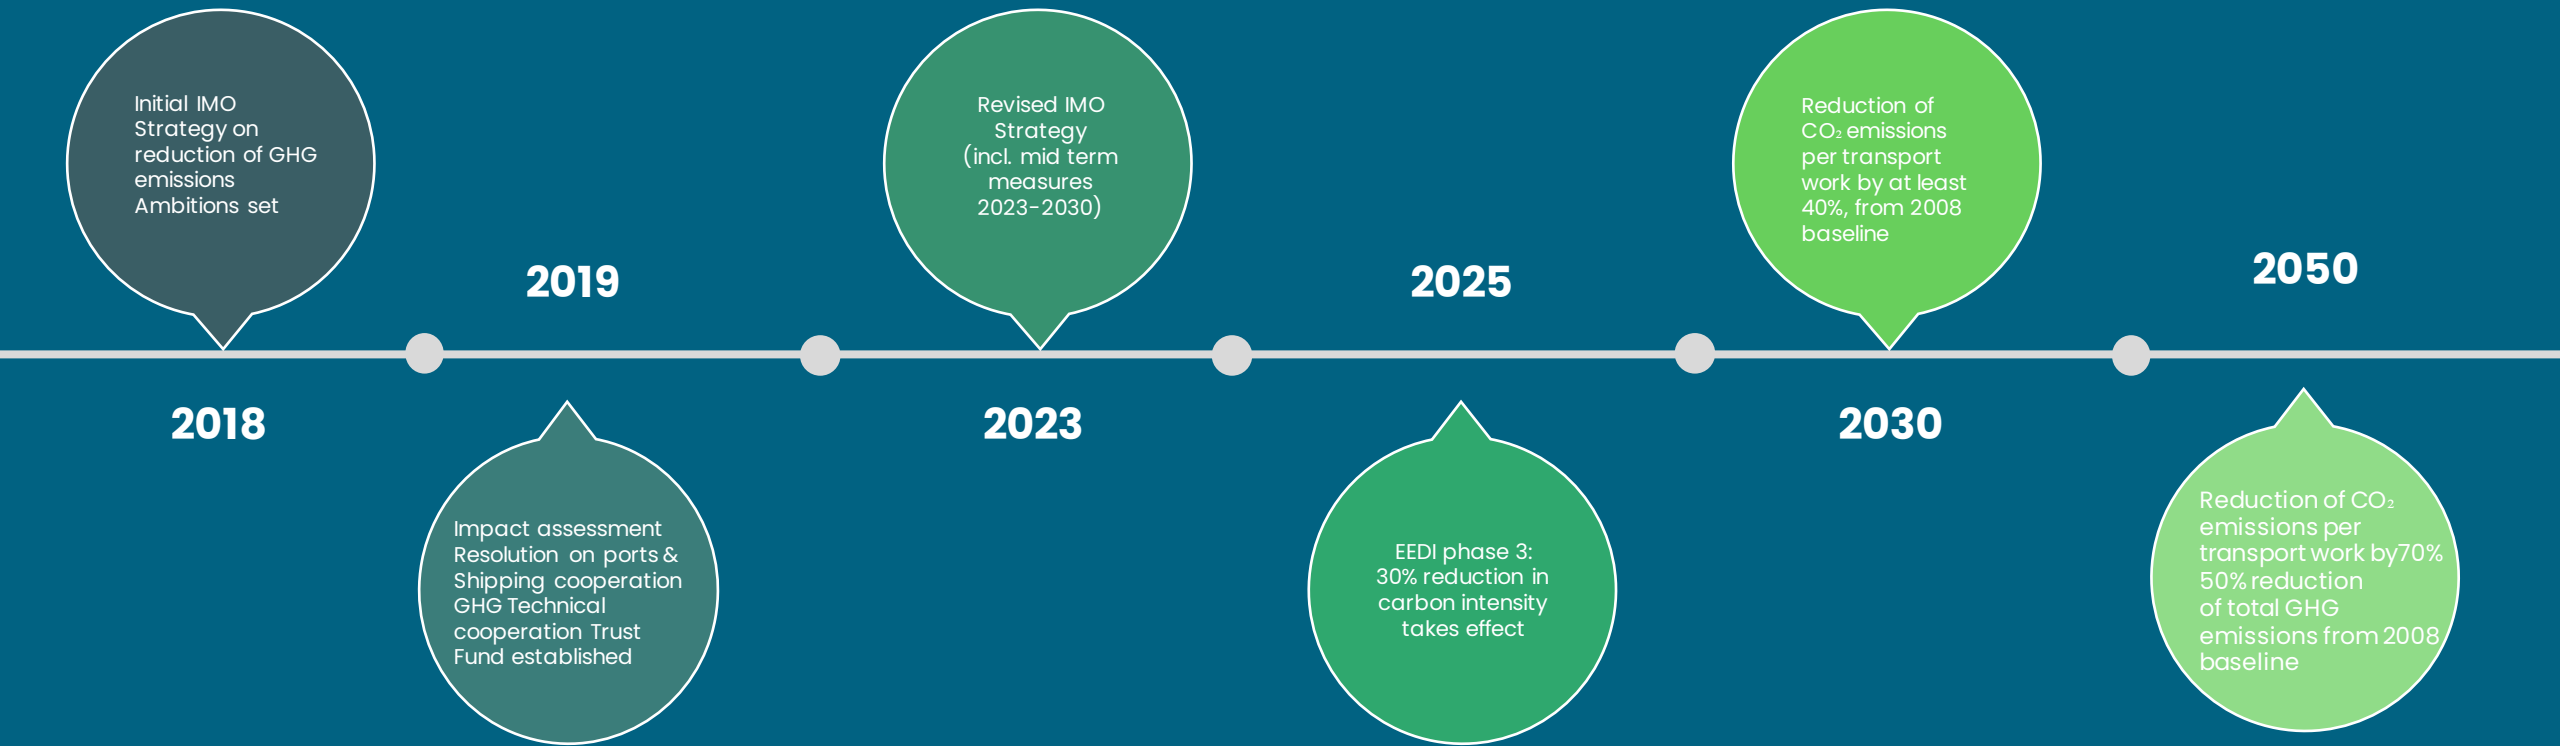 Initial IMO
Strategy on
reduction of GHG
emissions
Ambitions set
2018
2019
Impact assessment
Resolution on ports &
Shipping cooperation
GHG Technical
cooperation Trust
Fund established
Revised IMO
Strategy
(incl. mid term
measures
2023-2030)
2023
2025
EEDI phase 3:
30% reduction in
carbon intensity
takes effect
Reduction of
CO₂ emissions
per transport
work by at least
40%, from 2008
baseline
2030
2050
Reduction of CO₂
emissions per
transport work by70%
50% reduction
of total GHG
emissions from 2008
baseline